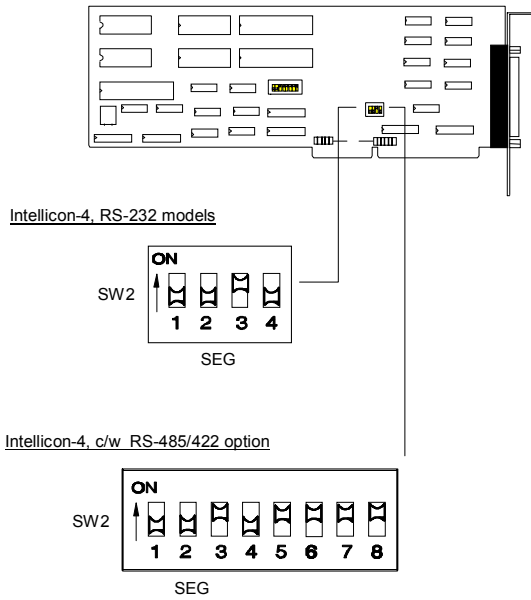 Intellicon-4, RS-232 models
ON
SW2
1 2 3 4
SEG
Intellicon-4, c/w RS-485/422 option
ON
SW2
1 2 3 4 5 6 7 8
SEG